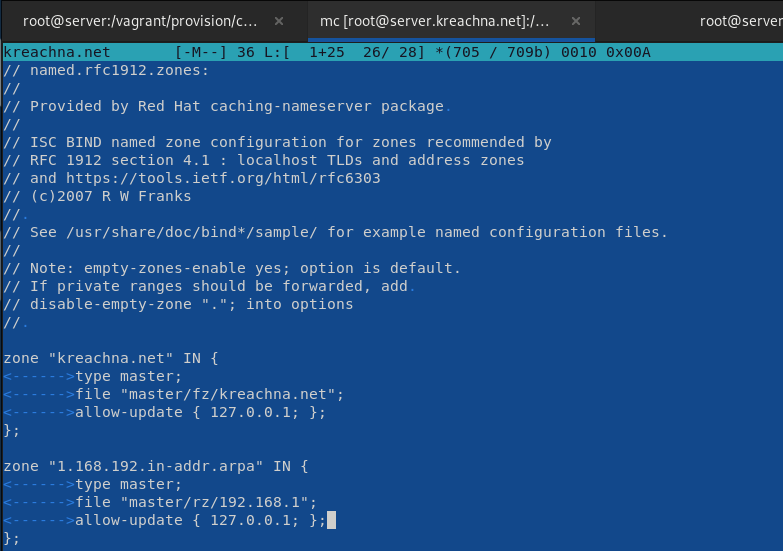 root@server:/vagrant/provision/c... × mc [root@server.kreachna.net]:/... × root@server
kreachna.net [-M--] 36 L:[ 1+25 26/ 28] *(705 / 709b) 0010 0x00A
// named.rfc1912.zones:
//
// Provided by Red Hat caching-nameserver package.
//
// ISC BIND named zone configuration for zones recommended by
// RFC 1912 section 4.1 : localhost TLDs and address zones
// and https://tools.ietf.org/html/rfc6303
// (c)2007 R W Franks
//.
// See /usr/share/doc/bind*/sample/ for example named configuration files.
//
// Note: empty-zones-enable yes; option is default.
// If private ranges should be forwarded, add.
// disable-empty-zone "."; into options
//.
zone "kreachna.net" IN {
<------>type master;
<------>file "master/fz/kreachna.net";
<------>allow-update { 127.0.0.1; };
};
zone "1.168.192.in-addr.arpa" IN {
<------>type master;
<------>file "master/rz/192.168.1";
<------>allow-update { 127.0.0.1; };
};